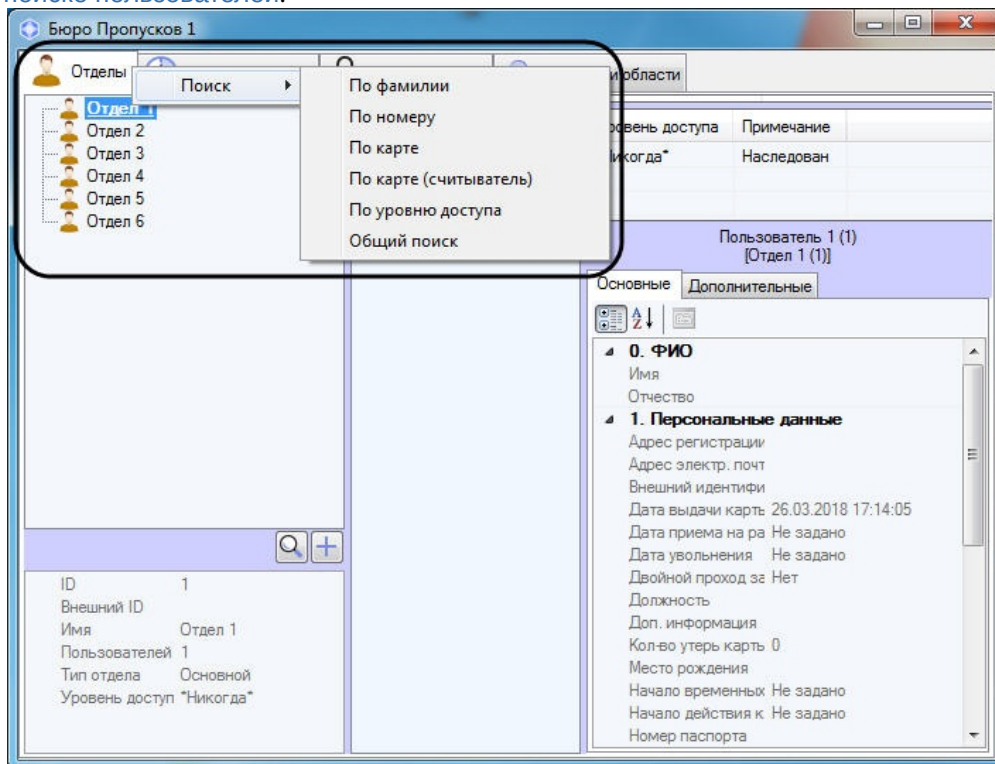 поиске пользователей.
Бюро Пропусков 1
Отделы
области
Поиск
По фамилии
По номеру
По карте
По карте (считыватель)
По уровню доступа
Общий поиск
Отдел 1
Отдел 2
Отдел 3
Отдел 4
Отдел 5
Отдел 6
доступа Примечание
Наследован
Пользователь 1 (1)
[Отдел 1 (1)]
Основные Дополнительные
0. ФИО
Имя
Отчество
1. Персональные данные
Адрес регистрации
Адрес электр. почт
Внешний идентифи
Дата выдачи карть 26.03.2018 17:14:05
Дата приема на ра Не задано
Дата увольнения Не задано
Двойной проход за Нет
Должность
Доп. информация
Кол-во утерь карть 0
Место рождения
Начало временных Не задано
Начало действия к Не задано
Номер паспорта
ID 1
Внешний ID
Имя Отдел 1
Пользователей 1
Тип отдела Основной
Уровень доступ *Никогда*